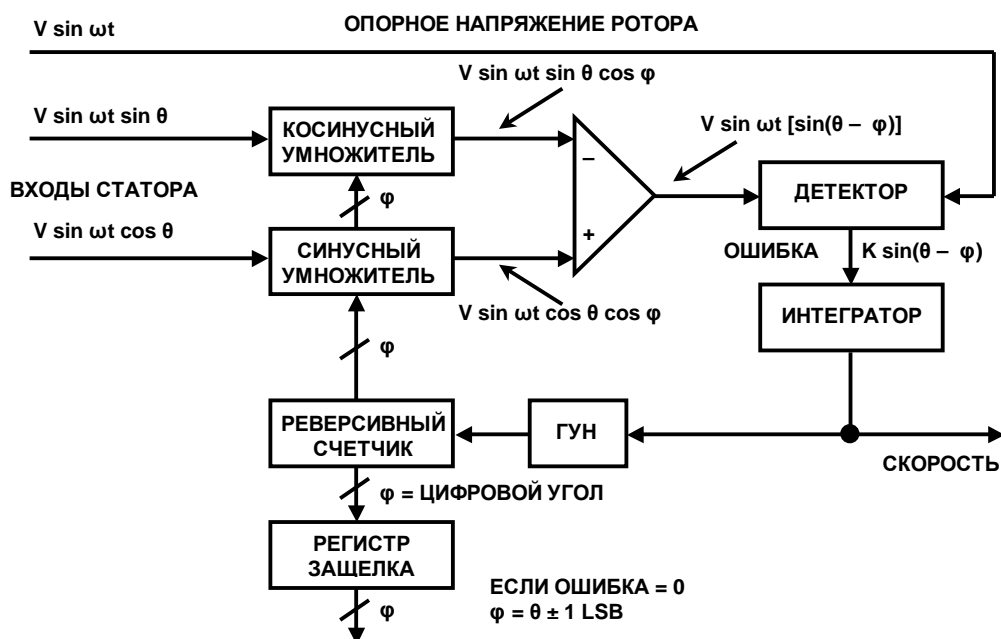 V sin ωt
ОПОРНОЕ НАПРЯЖЕНИЕ РОТОРА
V sin ωt sin θ cos φ
V sin ωt sin θ
КОСИНУСНЫЙ
УМНОЖИТЕЛЬ
V sin ωt [sin(θ – φ)]
–
ВХОДЫ СТАТОРА
φ
ДЕТЕКТОР
V sin ωt cos θ
СИНУСНЫЙ
УМНОЖИТЕЛЬ
+
ОШИБКА
K sin(θ – φ)
V sin ωt cos θ cos φ
ИНТЕГРАТОР
φ
РЕВЕРСИВНЫЙ
СЧЕТЧИК
ГУН
СКОРОСТЬ
φ = ЦИФРОВОЙ УГОЛ
РЕГИСТР
ЗАЩЕЛКА
ЕСЛИ ОШИБКА = 0
φ = θ ± 1 LSB
φ